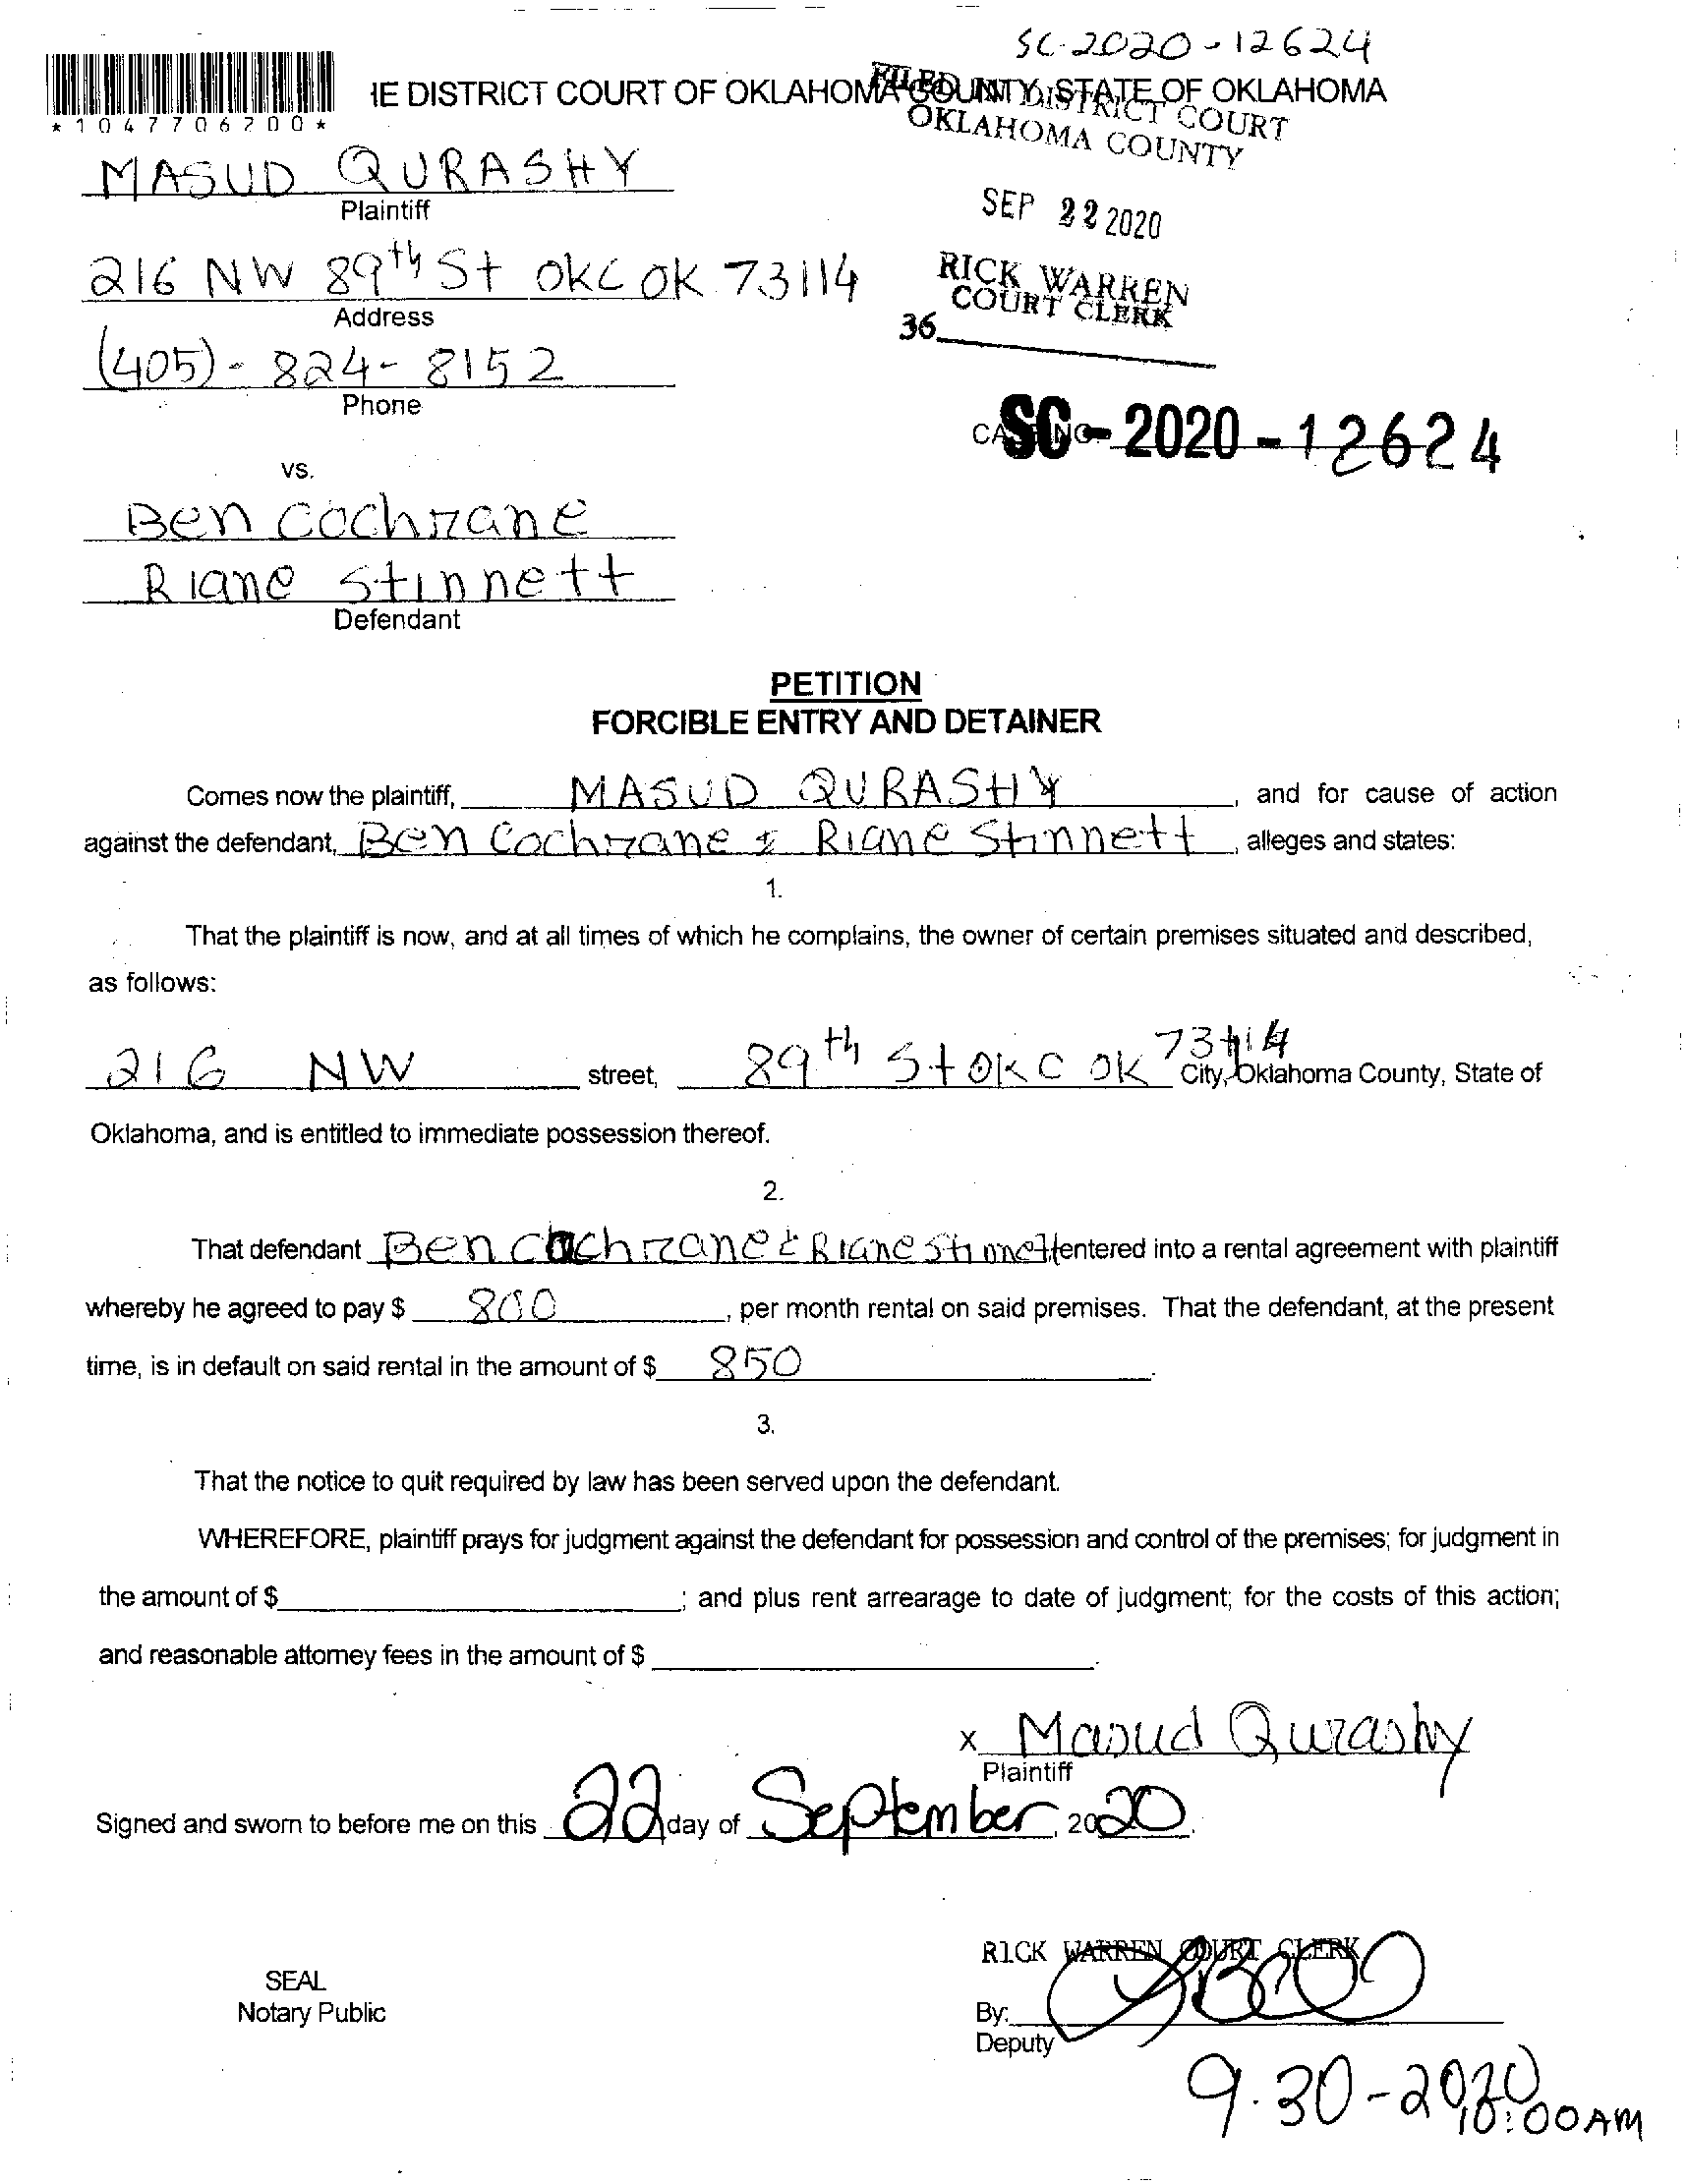 SC-2020-12624
IE DISTRICT COURT OF OKLAHOMA COUNTY, STATE OF OKLAHOMA
*1047706200*
FILED IN DISTRICT COURT
OKLAHOMA COUNTY
MASUD QURASHY
Plaintiff
SEP 22 2020
216 NW 89th St OKC OK 73114
Address
RICK WARREN
COURT CLERK
36
(405)-824-8152
Phone
SC-2020-12624
vs.
Ben Cochrane
Riane Stinnett
Defendant
PETITION
FORCIBLE ENTRY AND DETAINER
Comes now the plaintiff, MASUD QURASHY, and for cause of action
against the defendant, Ben Cochrane & Riane Stinnett, alleges and states:
1.
That the plaintiff is now, and at all times of which he complains, the owner of certain premises situated and described,
as follows:
216 NW street, 89th St OKC OK 73114 City, Oklahoma County, State of
Oklahoma, and is entitled to immediate possession thereof.
2.
That defendant Ben Cochrane & Riane Stinnett entered into a rental agreement with plaintiff
whereby he agreed to pay $ 800, per month rental on said premises. That the defendant, at the present
time, is in default on said rental in the amount of $ 850.
3.
That the notice to quit required by law has been served upon the defendant.
WHEREFORE, plaintiff prays for judgment against the defendant for possession and control of the premises; for judgment in
the amount of $; and plus rent arrearage to date of judgment; for the costs of this action;
and reasonable attorney fees in the amount of $.
x Masud Qurashy
Plaintiff
Signed and sworn to before me on this 22 day of September, 2020.
RICK WARREN COURT CLERK
SEAL
Notary Public
By:
Deputy
9-30-2020
10:00AM